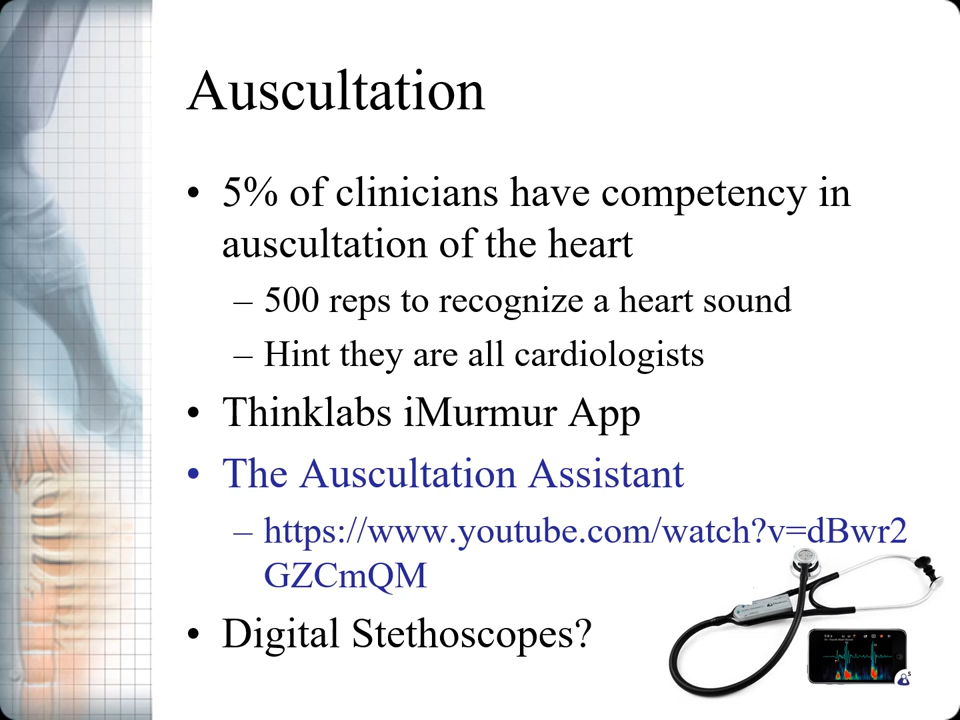 Auscultation
• 5% of clinicians have competency in
auscultation of the heart
– 500 reps to recognize a heart sound
– Hint they are all cardiologists
• Thinklabs iMurmur App
• The Auscultation Assistant
– https://www.youtube.com/watch?v=dBwr2
GZCmQM
• Digital Stethoscopes?